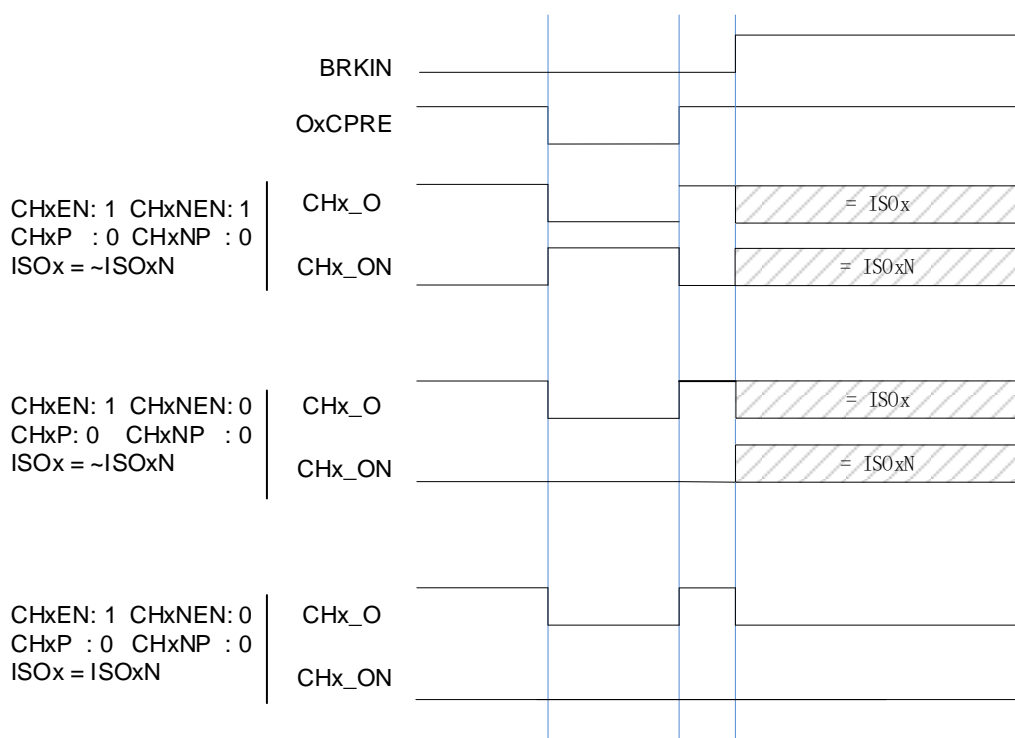 BRKIN
OxCPRE
CHxEN: 1 CHxNEN: 1
CHxP : 0 CHxNP : 0
ISOx = ~ISOxN
CHx_O
= ISOx
CHx_ON
= ISOxN
CHxEN: 1 CHxNEN: 0
CHxP: 0 CHxNP : 0
ISOx = ~ISOxN
CHx_O
= ISOx
CHx_ON
= ISOxN
CHxEN: 1 CHxNEN: 0
CHxP : 0 CHxNP : 0
ISOx = ISOxN
CHx_O
CHx_ON